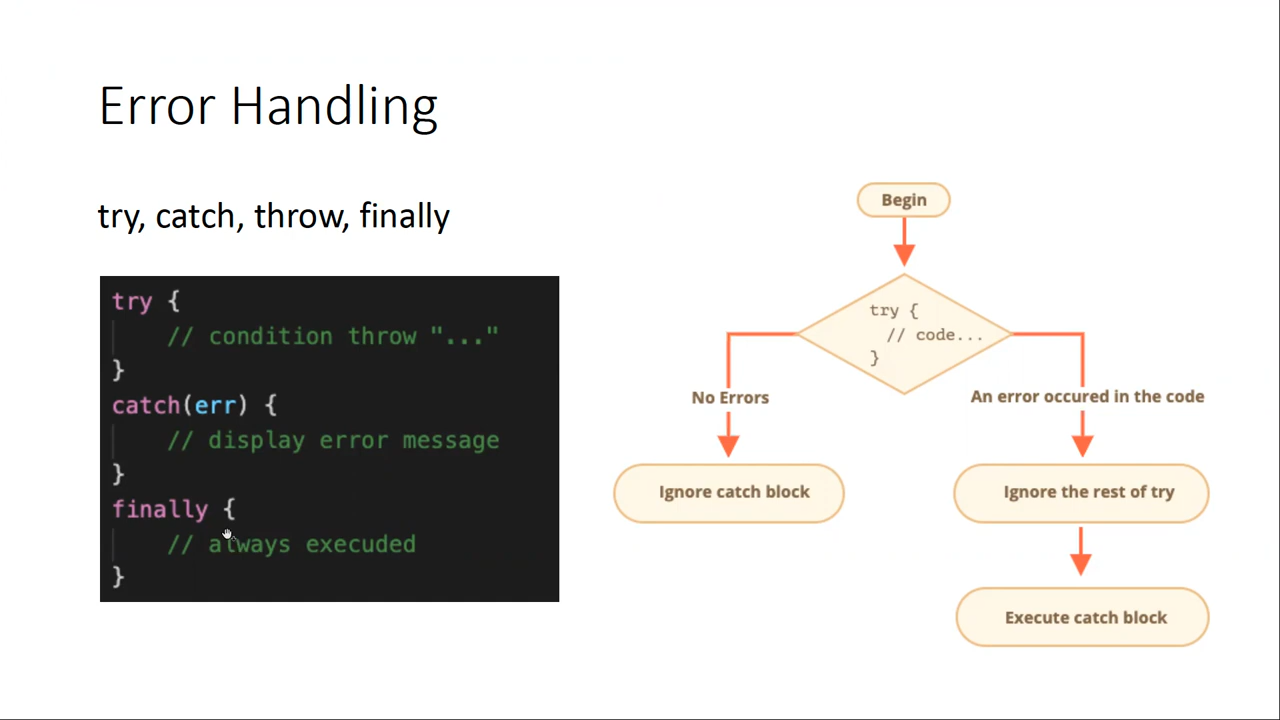 Error Handling
try, catch, throw, finally
try {
// condition throw "..."
}
catch(err) {
// display error message
}
finally {
// always execuded
}
Begin
try {
// code...
}
No Errors
An error occured in the code
Ignore catch block
Ignore the rest of try
Execute catch block